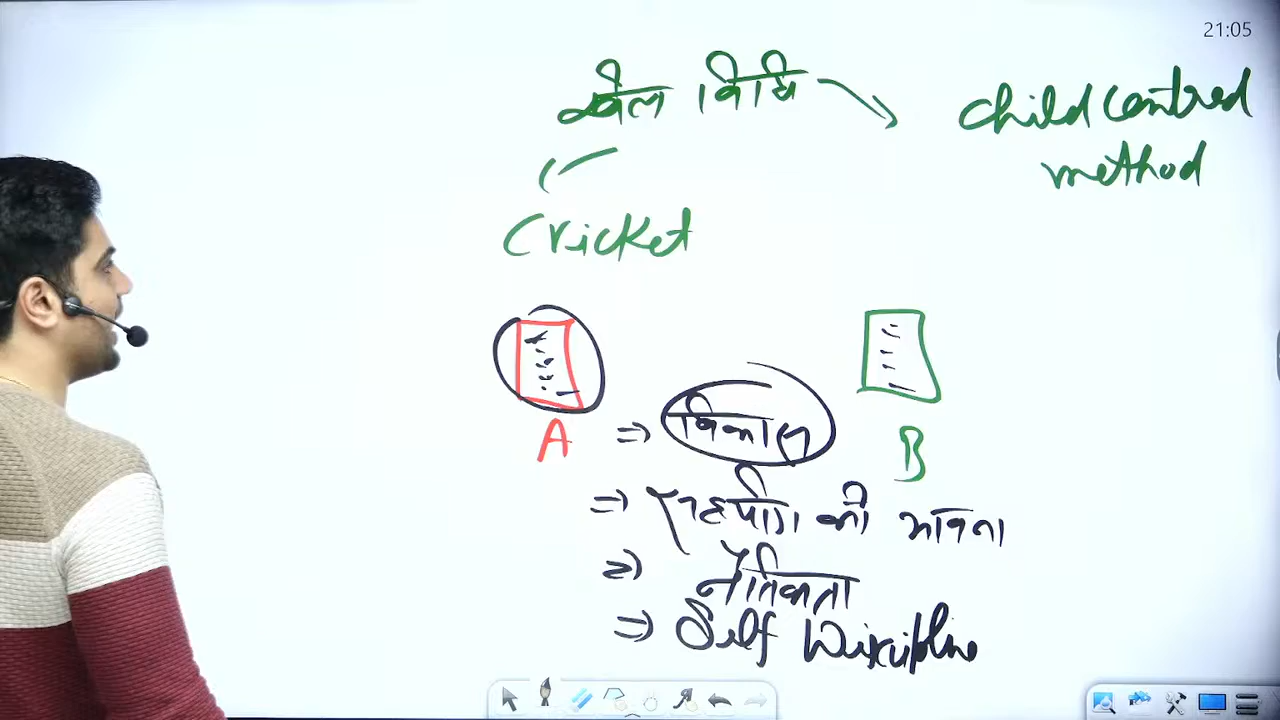 21:05
खेल विधि → child centred
method
Cricket
A B
⇒ विकास
⇒ सहयोग की भावना
⇒ नैतिकता
⇒ Self Discipline